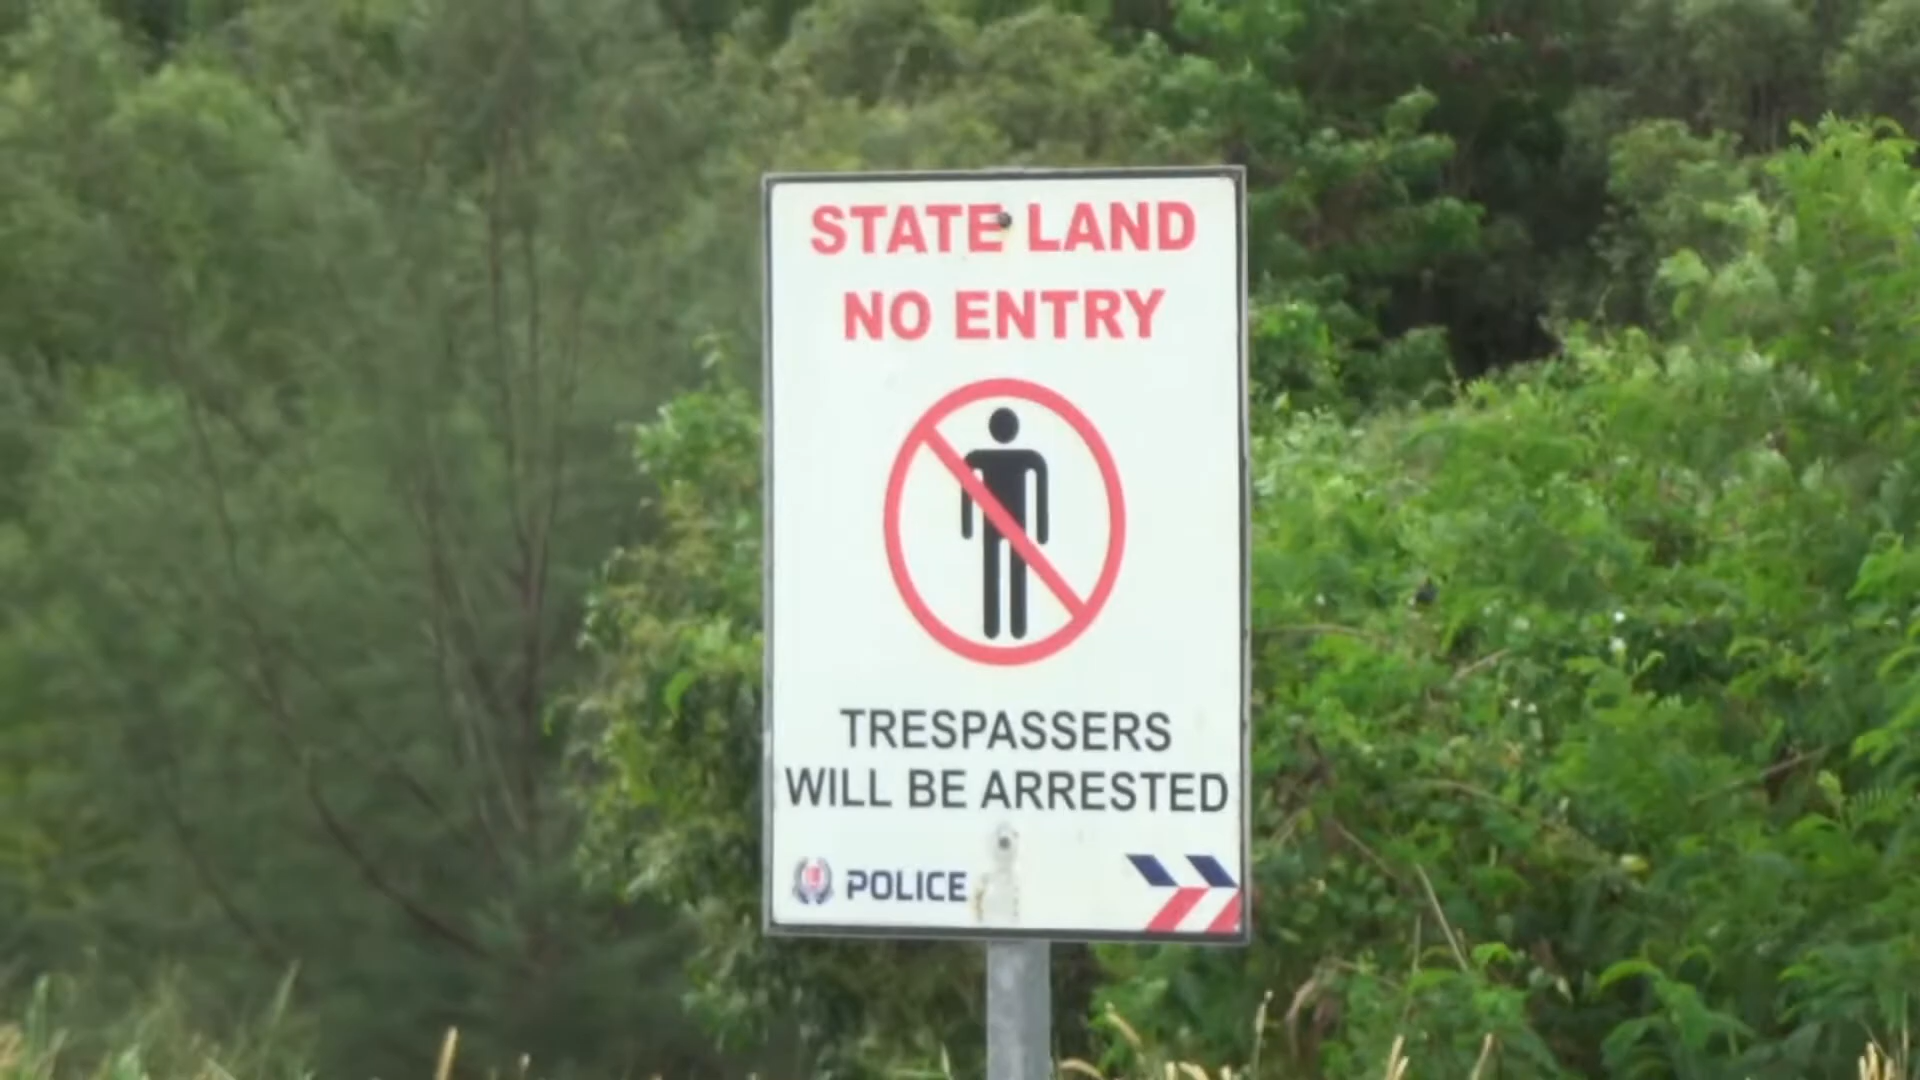 STATE LAND
NO ENTRY
TRESPASSERS
WILL BE ARRESTED
POLICE